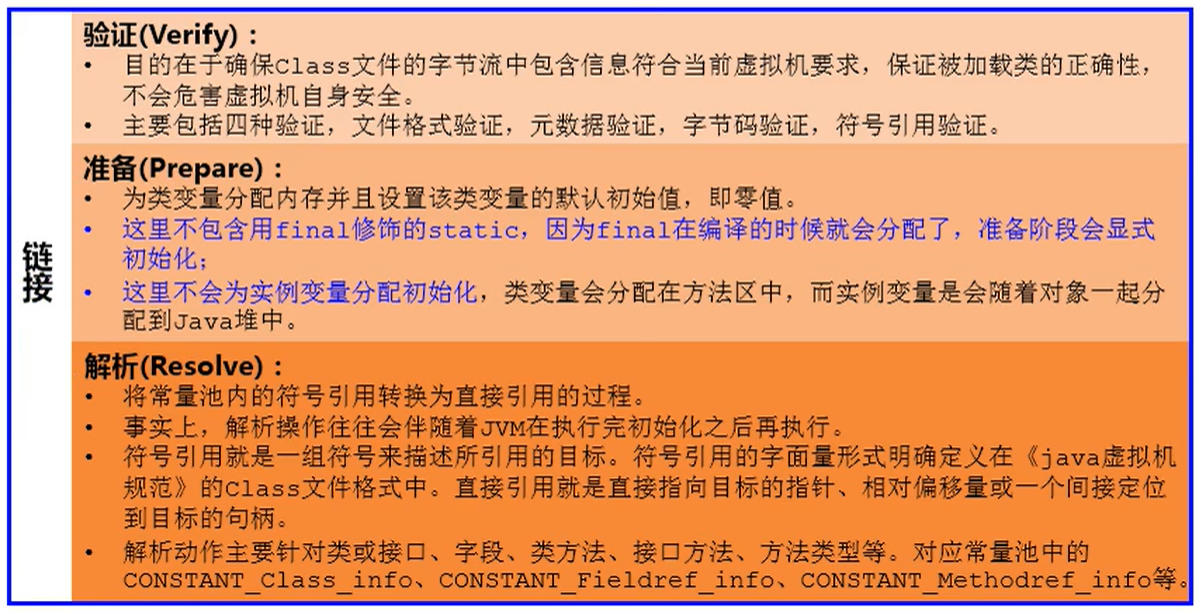 链接
验证(Verify)：
• 目的在于确保Class文件的字节流中包含信息符合当前虚拟机要求，保证被加载类的正确性，
不会危害虚拟机自身安全。
• 主要包括四种验证，文件格式验证，元数据验证，字节码验证，符号引用验证。
准备(Prepare)：
• 为类变量分配内存并且设置该类变量的默认初始值，即零值。
• 这里不包含用final修饰的static，因为final在编译的时候就会分配了，准备阶段会显式
初始化；
• 这里不会为实例变量分配初始化，类变量会分配在方法区中，而实例变量是会随着对象一起分
配到Java堆中。
解析(Resolve)：
• 将常量池内的符号引用转换为直接引用的过程。
• 事实上，解析操作往往会伴随着JVM在执行完初始化之后再执行。
• 符号引用就是一组符号来描述所引用的目标。符号引用的字面量形式明确定义在《java虚拟机
规范》的Class文件格式中。直接引用就是直接指向目标的指针、相对偏移量或一个间接定位
到目标的句柄。
• 解析动作主要针对类或接口、字段、类方法、接口方法、方法类型等。对应常量池中的
CONSTANT_Class_info、CONSTANT_Fieldref_info、CONSTANT_Methodref_info等。